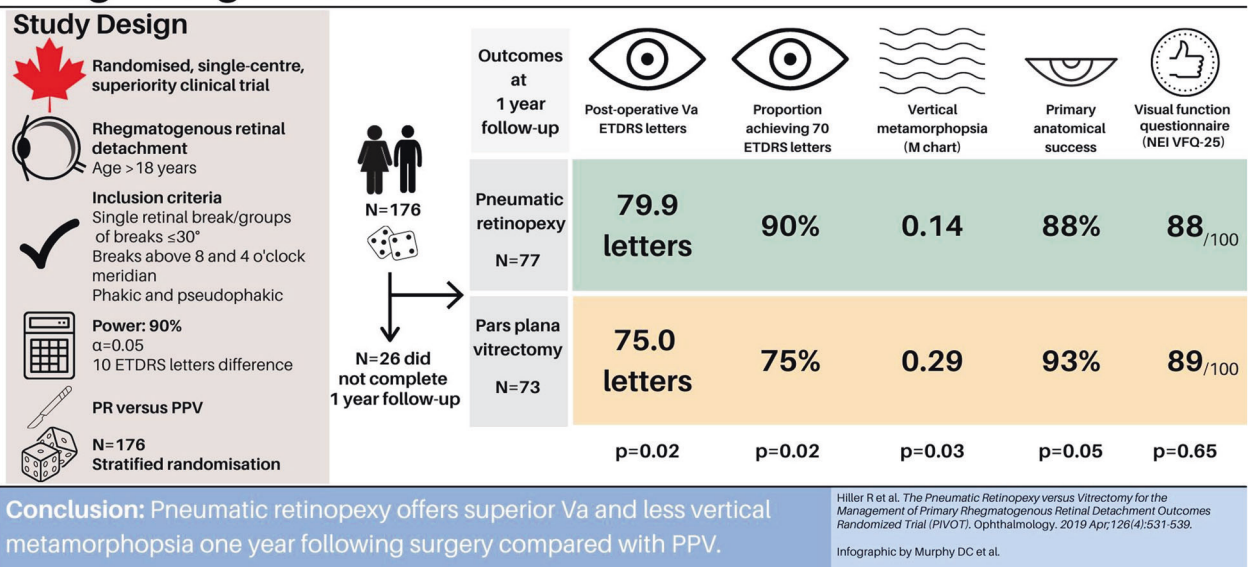 Study Design
Randomised, single-centre,
superiority clinical trial
Rhegmatogenous retinal
detachment
Age >18 years
Inclusion criteria
Single retinal break/groups
of breaks ≤30°
Breaks above 8 and 4 o'clock
meridian
Phakic and pseudophakic
Power: 90%
α=0.05
10 ETDRS letters difference
PR versus PPV
N=176
Stratified randomisation
N=176
N=26 did
not complete
1 year follow-up
Outcomes
at
1 year
follow-up
Post-operative Va
ETDRS letters
Proportion
achieving 70
ETDRS letters
Vertical
metamorphopsia
(M chart)
Primary
anatomical
success
Visual function
questionnaire
(NEI VFQ-25)
Pneumatic
retinopexy
N=77
79.9
letters
90%
0.14
88%
88/100
Pars plana
vitrectomy
N=73
75.0
letters
75%
0.29
93%
89/100
p=0.02
p=0.02
p=0.03
p=0.05
p=0.65
Conclusion: Pneumatic retinopexy offers superior Va and less vertical
metamorphopsia one year following surgery compared with PPV.
Hiller R et al. The Pneumatic Retinopexy versus Vitrectomy for the
Management of Primary Rhegmatogenous Retinal Detachment Outcomes
Randomized Trial (PIVOT). Ophthalmology. 2019 Apr;126(4):531-539.
Infographic by Murphy DC et al.